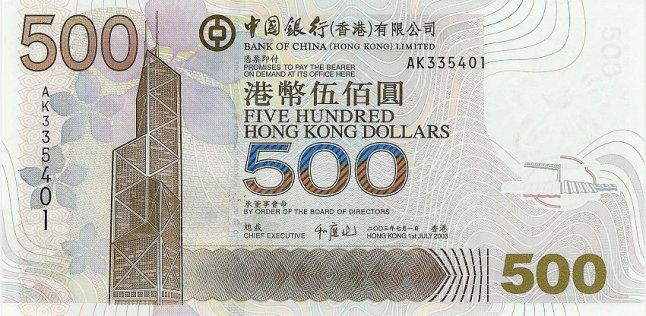 500
中國銀行(香港)有限公司
BANK OF CHINA (HONG KONG) LIMITED
憑票即付
PROMISES TO PAY THE BEARER
ON DEMAND AT ITS OFFICE HERE
AK335401
AK335401
港幣伍佰圓
FIVE HUNDRED
HONG KONG DOLLARS
500
承董事會命
BY ORDER OF THE BOARD OF DIRECTORS
總裁
CHIEF EXECUTIVE
二〇〇三年七月一日 香港
HONG KONG 1ST JULY 2003
500